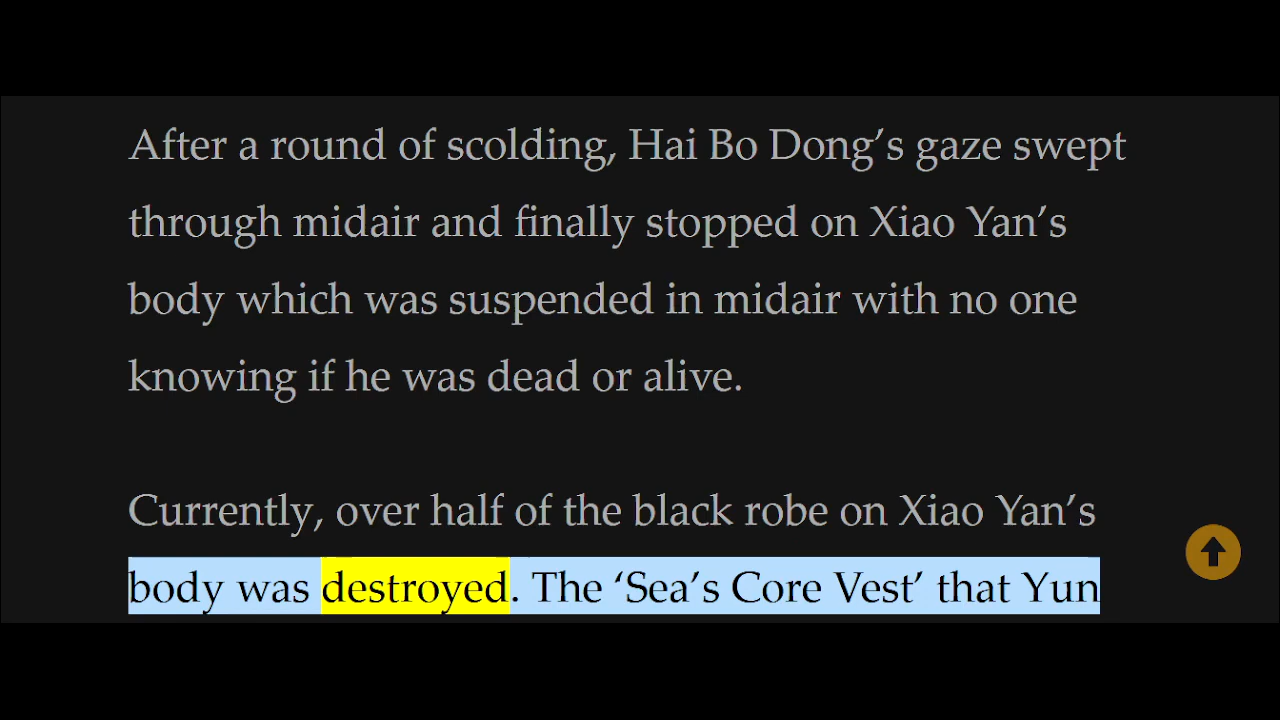 After a round of scolding, Hai Bo Dong’s gaze swept
through midair and finally stopped on Xiao Yan’s
body which was suspended in midair with no one
knowing if he was dead or alive.
Currently, over half of the black robe on Xiao Yan’s
body was destroyed. The ‘Sea’s Core Vest’ that Yun